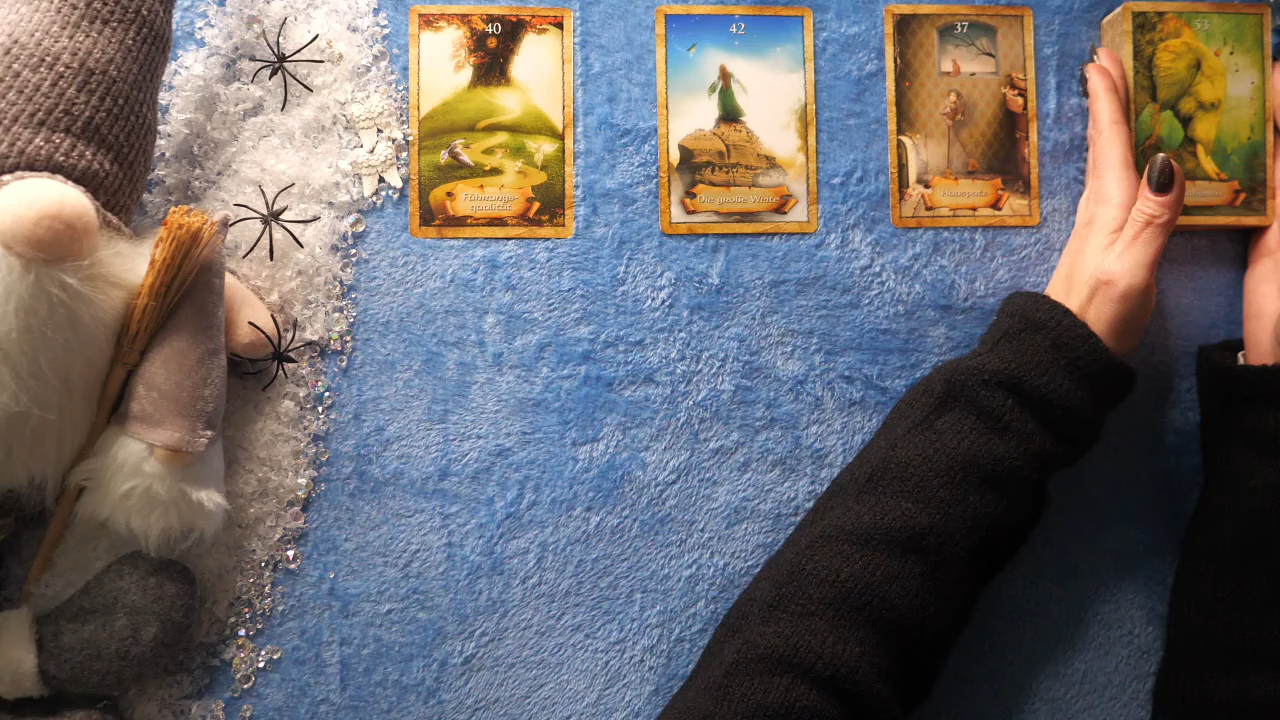 40
Führungs-
qualität
42
Die große Weite
37
Hausputz
53